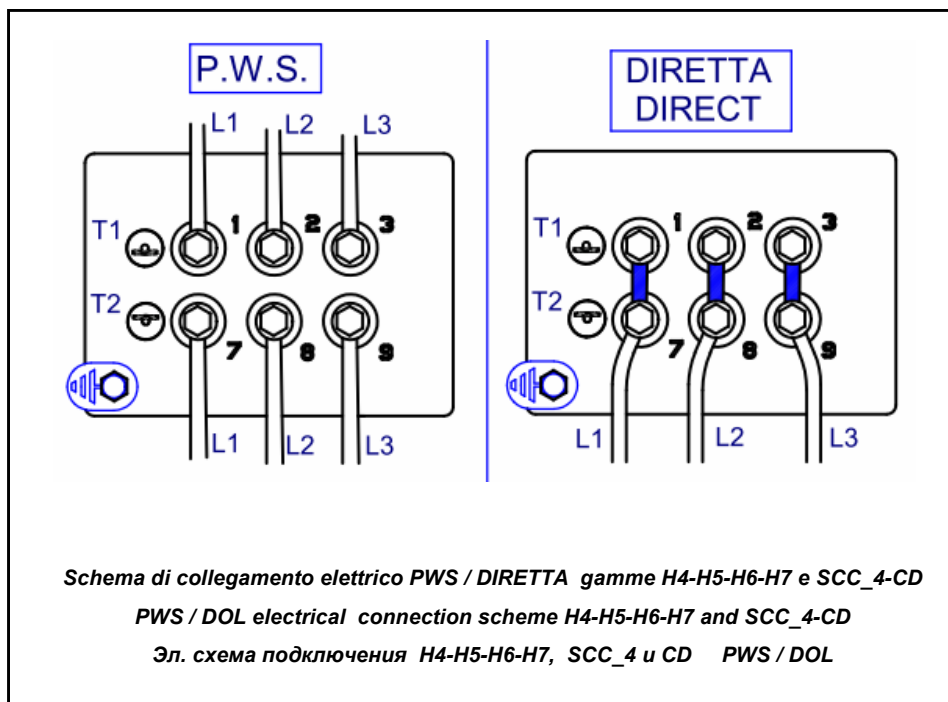 P.W.S.
L1 L2 L3
T1 1 2 3
T2 7 8 9
L1 L2 L3
DIRETTA
DIRECT
T1 1 2 3
T2 7 8 9
L1 L2 L3
Schema di collegamento elettrico PWS / DIRETTA gamme H4-H5-H6-H7 e SCC_4-CD
PWS / DOL electrical connection scheme H4-H5-H6-H7 and SCC_4-CD
Эл. схема подключения H4-H5-H6-H7, SCC_4 и CD PWS / DOL